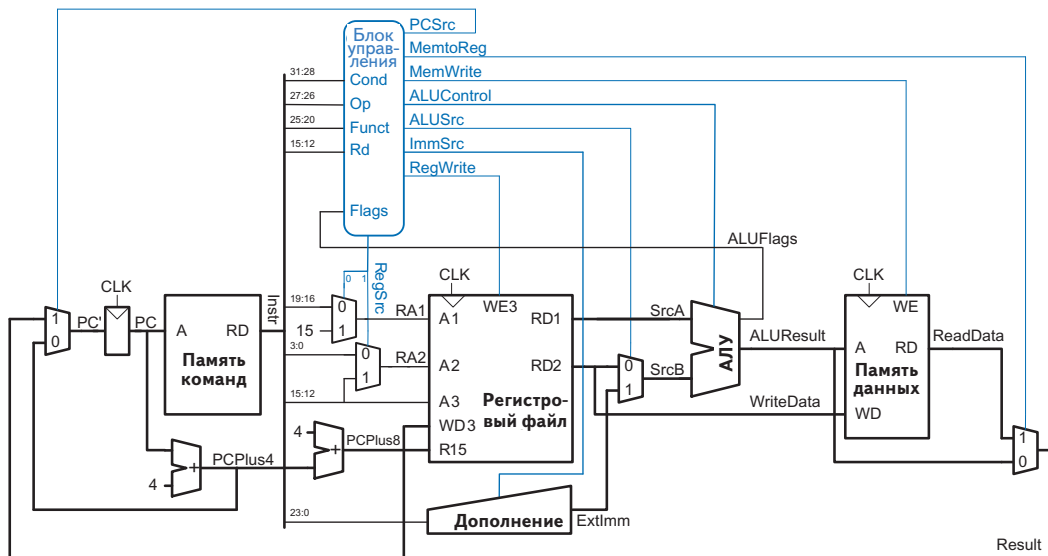 PCSrc
Блок
управ-
ления
MemtoReg
MemWrite
ALUControl
ALUSrc
ImmSrc
RegWrite
31:28
Cond
27:26
Op
25:20
Funct
15:12
Rd
Flags
ALUFlags
0 1
RegSrc
CLK
PC'
PC
1
0
A
RD
Память
команд
Instr
19:16
15
0
1
RA1
3:0
0
1
RA2
15:12
CLK
WE3
A1
RD1
A2
RD2
A3
WD3
R15
Регистро-
вый файл
SrcA
0
1
SrcB
АЛУ
ALUResult
WriteData
CLK
WE
A
RD
Память
данных
WD
ReadData
1
0
4
+
PCPlus8
4
+
PCPlus4
23:0
Дополнение
ExtImm
Result